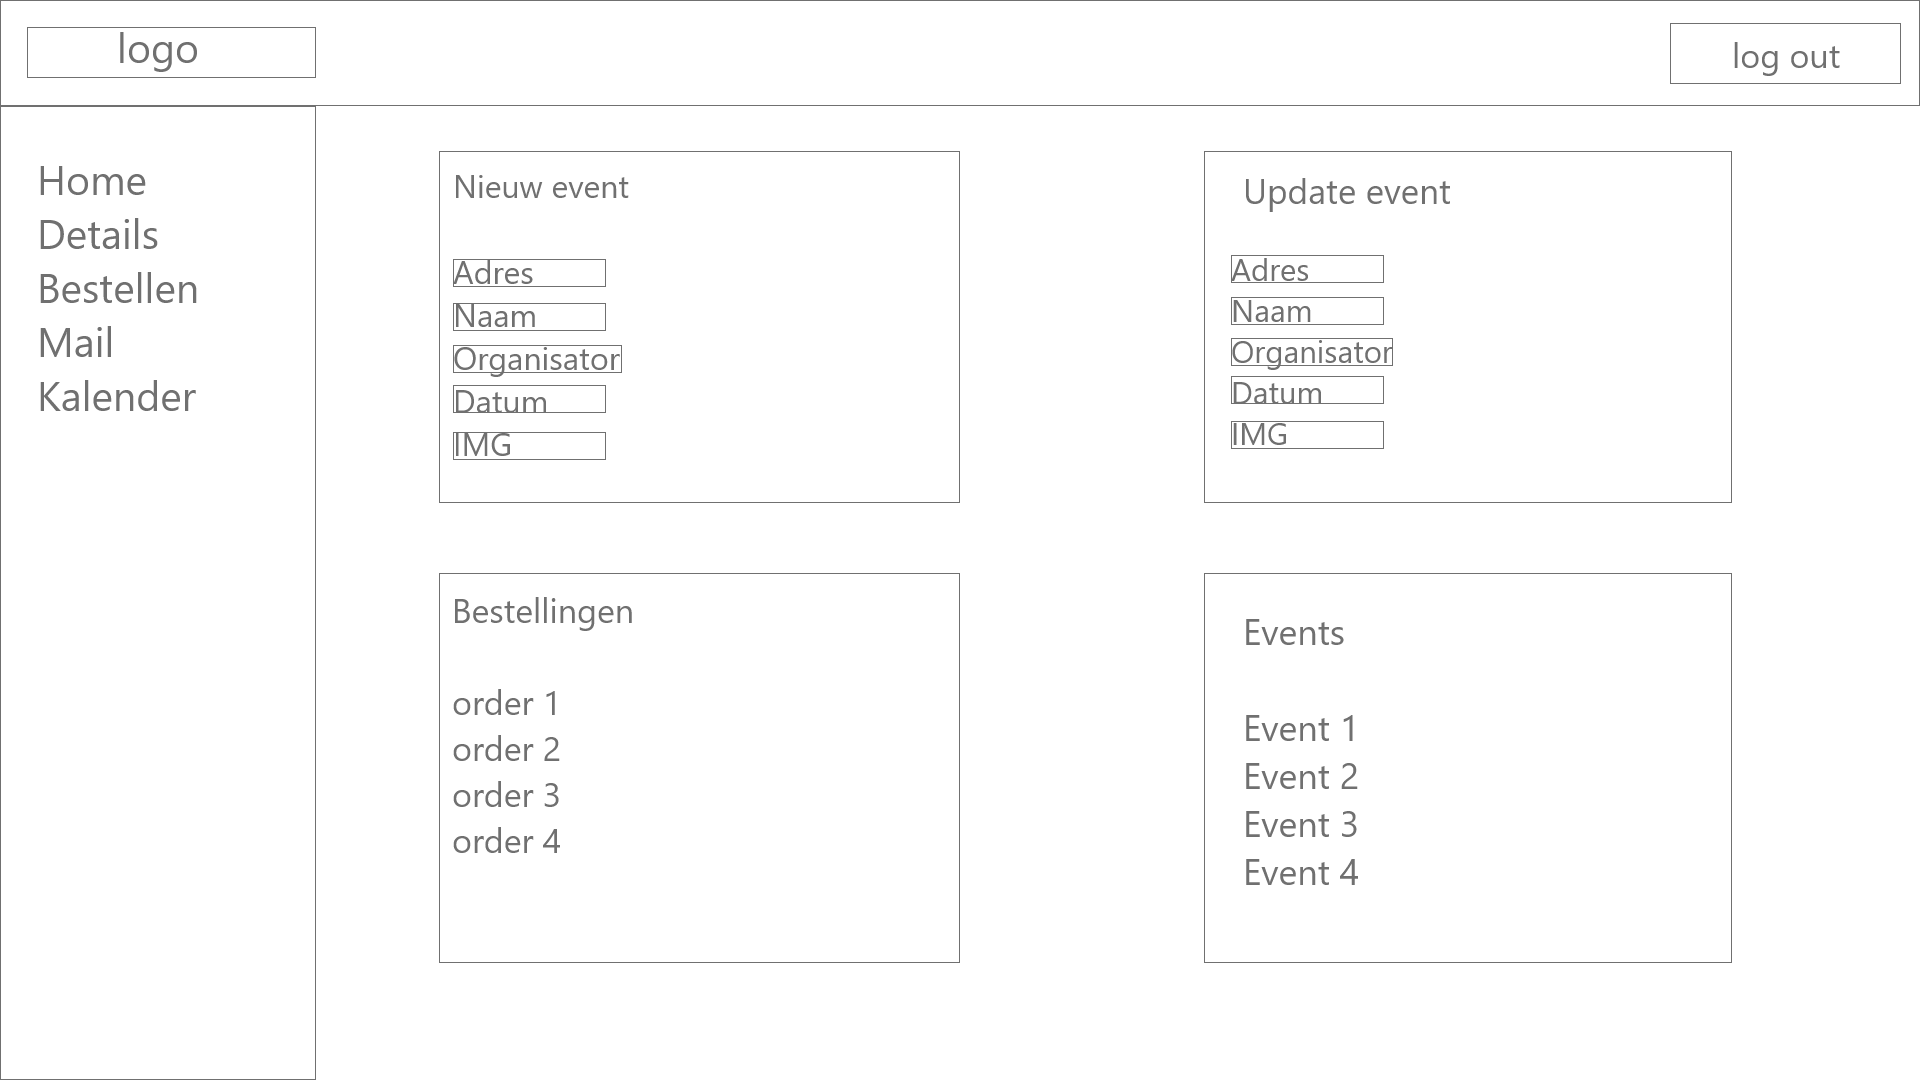 logo
log out
Home
Details
Bestellen
Mail
Kalender
Nieuw event
Adres
Naam
Organisator
Datum
IMG
Update event
Adres
Naam
Organisator
Datum
IMG
Bestellingen
order 1
order 2
order 3
order 4
Events
Event 1
Event 2
Event 3
Event 4